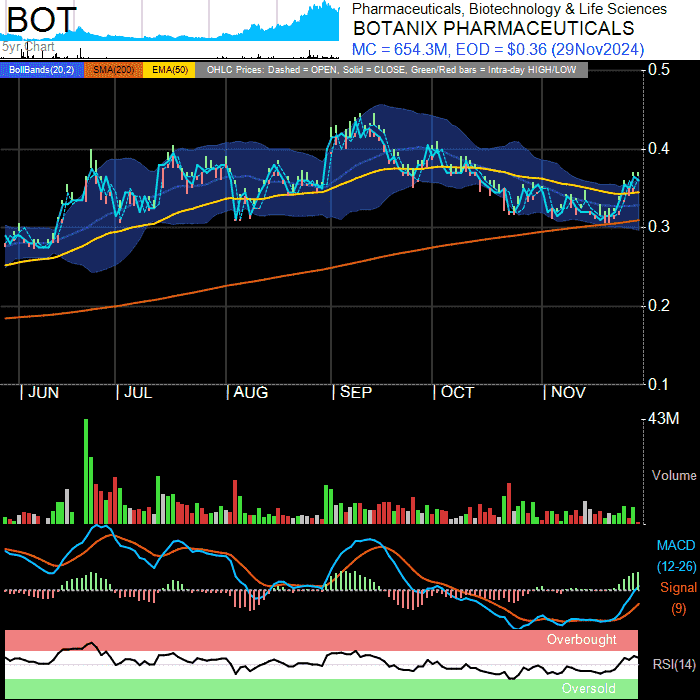 BOT
5yr Chart
Pharmaceuticals, Biotechnology & Life Sciences
BOTANIX PHARMACEUTICALS
MC = 654.3M, EOD = $0.36 (29Nov2024)
BollBands(20,2) SMA(200) EMA(50) OHLC Prices: Dashed = OPEN, Solid = CLOSE, Green/Red bars = Intra-day HIGH/LOW
0.5
0.4
0.3
0.2
0.1
| JUN | JUL | AUG | SEP | OCT | NOV
43M
Volume
MACD
(12-26)
Signal
(9)
Overbought
RSI(14)
Oversold